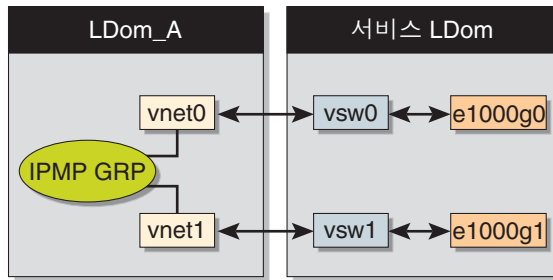 LDom_A
서비스 LDom
vnet0
vsw0
e1000g0
IPMP GRP
vnet1
vsw1
e1000g1